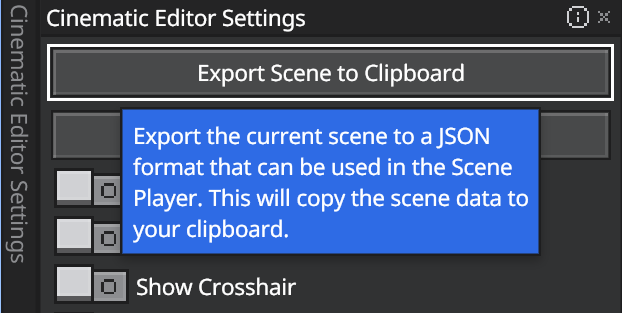 Cinematic Editor Settings
Cinematic Editor Settings
Export Scene to Clipboard
Export the current scene to a JSON
format that can be used in the Scene
Player. This will copy the scene data to
your clipboard.
Show Crosshair